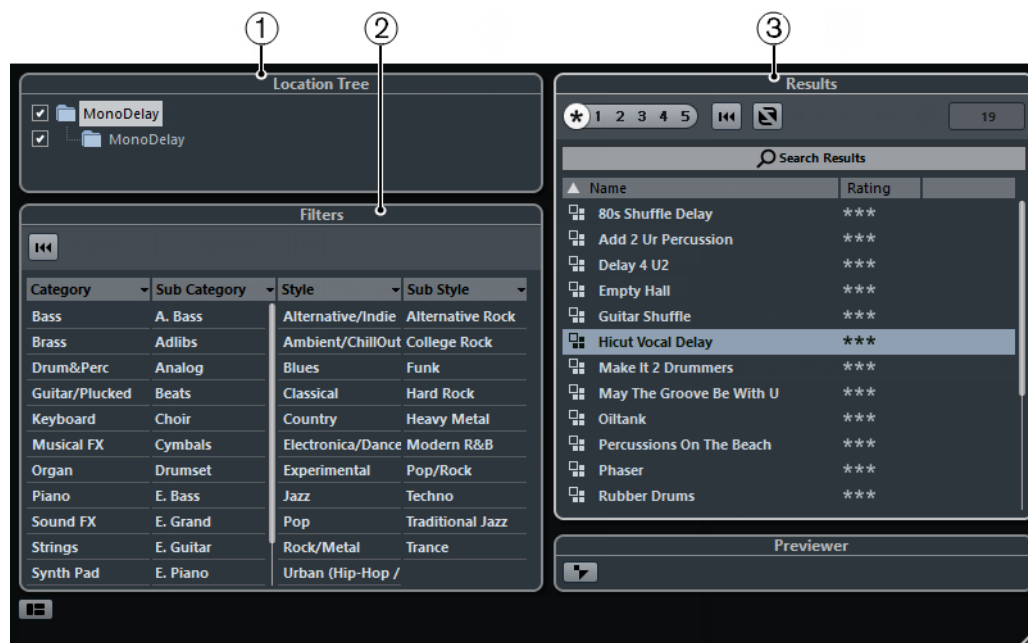 1 2 3
Location Tree
MonoDelay
MonoDelay
Filters
Category Sub Category Style Sub Style
Bass A. Bass Alternative/Indie Alternative Rock
Brass Adlibs Ambient/ChillOut College Rock
Drum&Perc Analog Blues Funk
Guitar/Plucked Beats Classical Hard Rock
Keyboard Choir Country Heavy Metal
Musical FX Cymbals Electronica/Dance Modern R&B
Organ Drumset Experimental Pop/Rock
Piano E. Bass Jazz Techno
Sound FX E. Grand Pop Traditional Jazz
Strings E. Guitar Rock/Metal Trance
Synth Pad E. Piano Urban (Hip-Hop /
Results
* 1 2 3 4 5 19
Search Results
Name Rating
80s Shuffle Delay ***
Add 2 Ur Percussion ***
Delay 4 U2 ***
Empty Hall ***
Guitar Shuffle ***
Hicut Vocal Delay ***
Make It 2 Drummers ***
May The Groove Be With U ***
Oiltank ***
Percussions On The Beach ***
Phaser ***
Rubber Drums ***
Previewer